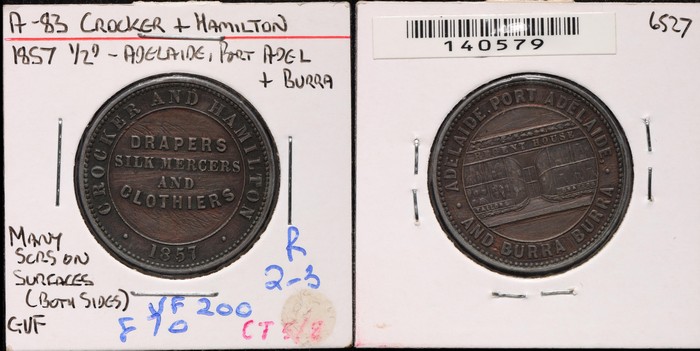 A-83 CROCKER + HAMILTON
1857 ½D - ADELAIDE, PORT ADEL
+ BURRA
CROCKER AND HAMILTON
DRAPERS
SILK MERCERS
AND
CLOTHIERS
· 1857 ·
MANY
SCRS ON
SURFACES
(BOTH SIDES)
GVF
R
2-3
VF 200
F 70
CT 5/8
140579
6527
ADELAIDE. PORT ADELAIDE.
· AND BURRA BURRA ·
HOUSE